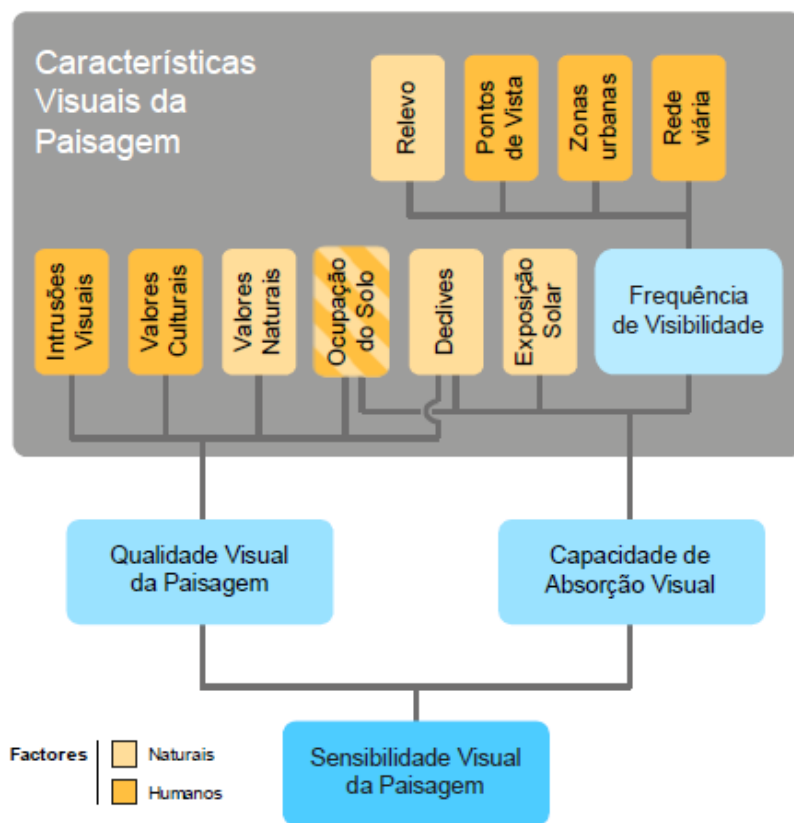 Características
Visuais da
Paisagem
Relevo
Pontos
de Vista
Zonas
urbanas
Rede
viária
Intrusões
Visuais
Valores
Culturais
Valores
Naturais
Ocupação
do Solo
Declives
Exposição
Solar
Frequência
de Visibilidade
Qualidade Visual
da Paisagem
Capacidade de
Absorção Visual
Sensibilidade Visual
da Paisagem
Factores
Naturais
Humanos